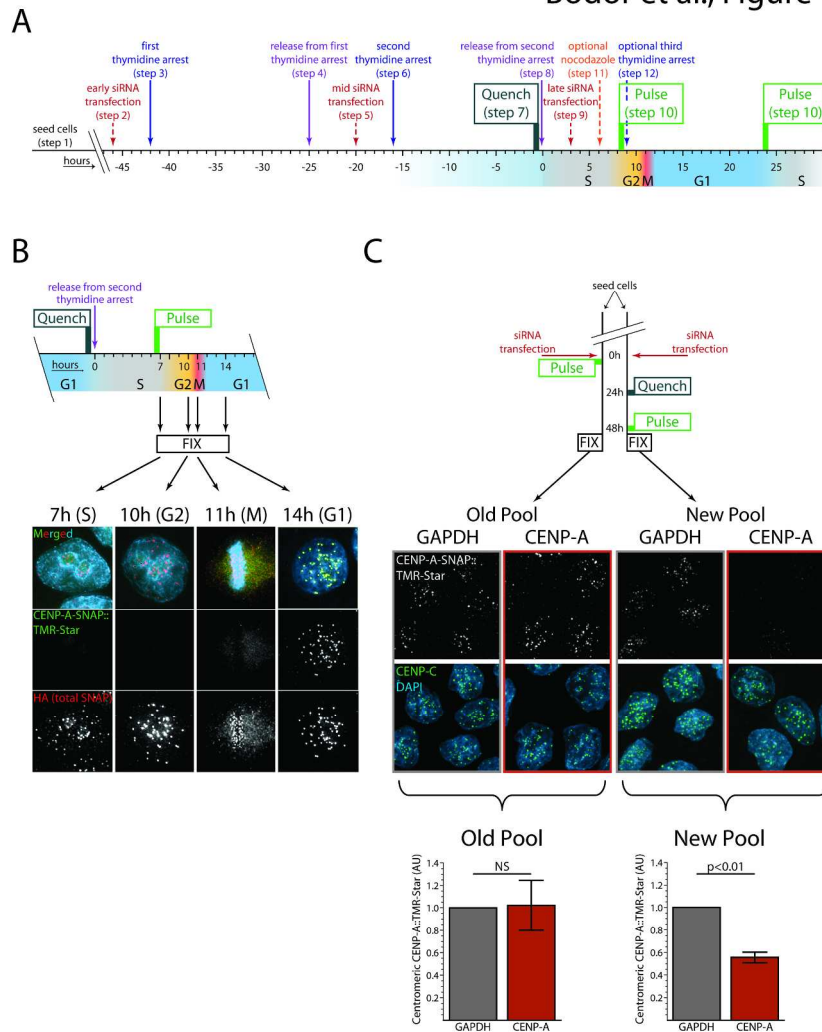 Bodor et al., Figure
A
first
thymidine arrest
(step 3)
release from first
thymidine arrest
(step 4)
second
thymidine arrest
(step 6)
release from second
thymidine arrest
(step 8)
optional
nocodazole
(step 11)
optional third
thymidine arrest
(step 12)
early siRNA
transfection
(step 2)
mid siRNA
transfection
(step 5)
Quench
(step 7)
late siRNA
transfection
(step 9)
Pulse
(step 10)
Pulse
(step 10)
seed cells
(step 1)
hours
-45 -40 -35 -30 -25 -20 -15 -10 -5 0 5 10 15 20 25
S G2 M G1 S
B
release from second
thymidine arrest
Quench
Pulse
hours 0 7 10 11 14
G1 S G2 M G1
FIX
7h (S) 10h (G2) 11h (M) 14h (G1)
Merged
CENP-A-SNAP::
TMR-Star
HA (total SNAP)
C
seed cells
siRNA
transfection
siRNA
transfection
0h
Pulse
24h
Quench
48h
Pulse
FIX FIX
Old Pool New Pool
GAPDH CENP-A GAPDH CENP-A
CENP-A-SNAP::
TMR-Star
CENP-C
DAPI
Old Pool
Centromeric CENP-A::TMR-Star (AU)
1.4
1.2
1.0
0.8
0.6
0.4
0.2
NS
GAPDH CENP-A
New Pool
Centromeric CENP-A::TMR-Star (AU)
1.4
1.2
1.0
0.8
0.6
0.4
0.2
p<0.01
GAPDH CENP-A